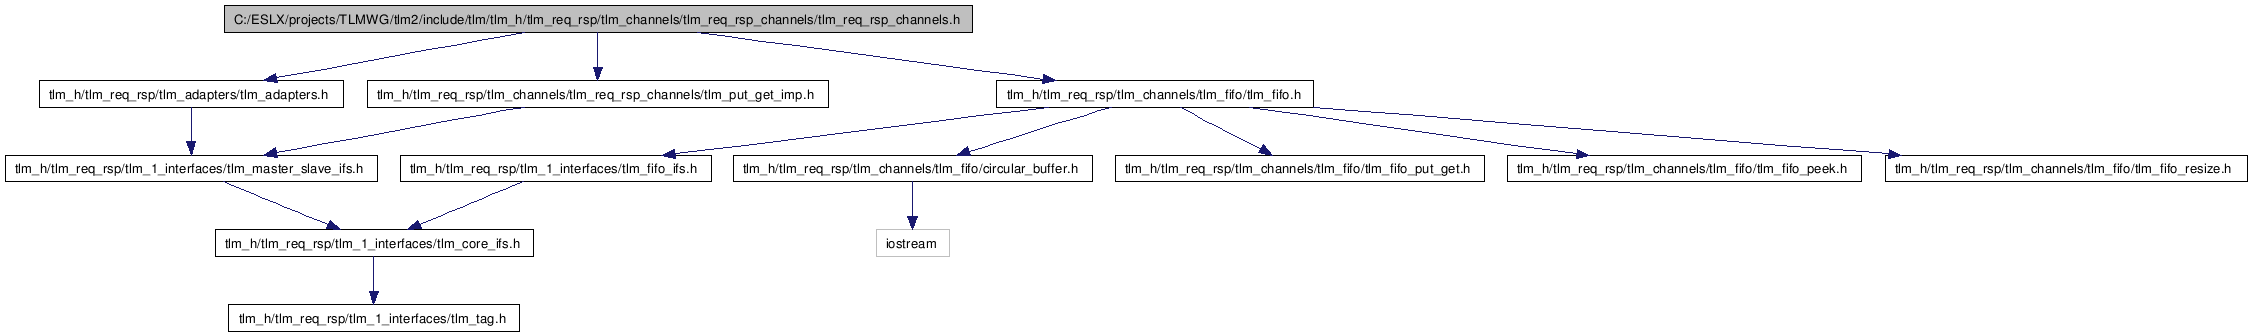 C:/ESLX/projects/TLMWG/tlm2/include/tlm/tlm_h/tlm_req_rsp/tlm_channels/tlm_req_rsp_channels/tlm_req_rsp_channels.h
tlm_h/tlm_req_rsp/tlm_adapters/tlm_adapters.h
tlm_h/tlm_req_rsp/tlm_channels/tlm_req_rsp_channels/tlm_put_get_imp.h
tlm_h/tlm_req_rsp/tlm_channels/tlm_fifo/tlm_fifo.h
tlm_h/tlm_req_rsp/tlm_1_interfaces/tlm_master_slave_ifs.h
tlm_h/tlm_req_rsp/tlm_1_interfaces/tlm_fifo_ifs.h
tlm_h/tlm_req_rsp/tlm_channels/tlm_fifo/circular_buffer.h
tlm_h/tlm_req_rsp/tlm_channels/tlm_fifo/tlm_fifo_put_get.h
tlm_h/tlm_req_rsp/tlm_channels/tlm_fifo/tlm_fifo_peek.h
tlm_h/tlm_req_rsp/tlm_channels/tlm_fifo/tlm_fifo_resize.h
tlm_h/tlm_req_rsp/tlm_1_interfaces/tlm_core_ifs.h
iostream
tlm_h/tlm_req_rsp/tlm_1_interfaces/tlm_tag.h